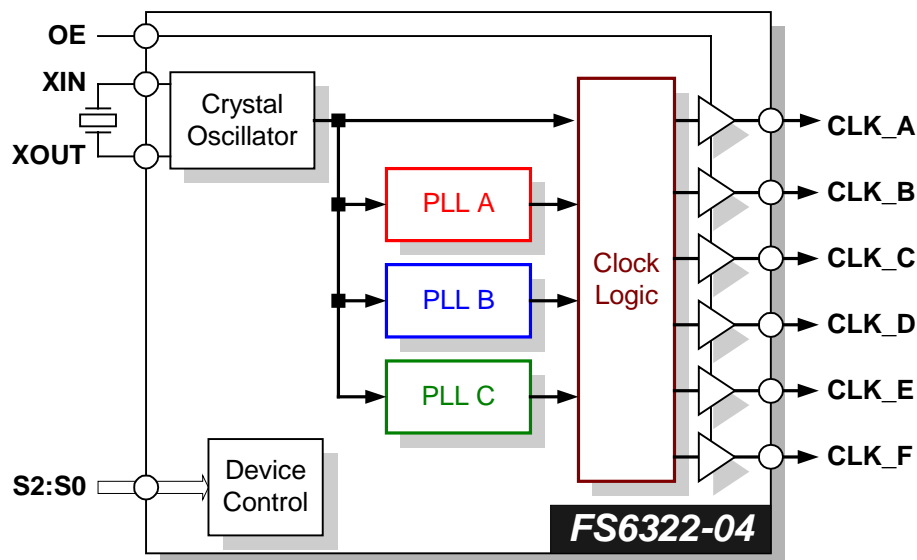 OE
XIN
XOUT
Crystal
Oscillator
PLL A
PLL B
PLL C
Clock
Logic
CLK_A
CLK_B
CLK_C
CLK_D
CLK_E
CLK_F
S2:S0
Device
Control
FS6322-04